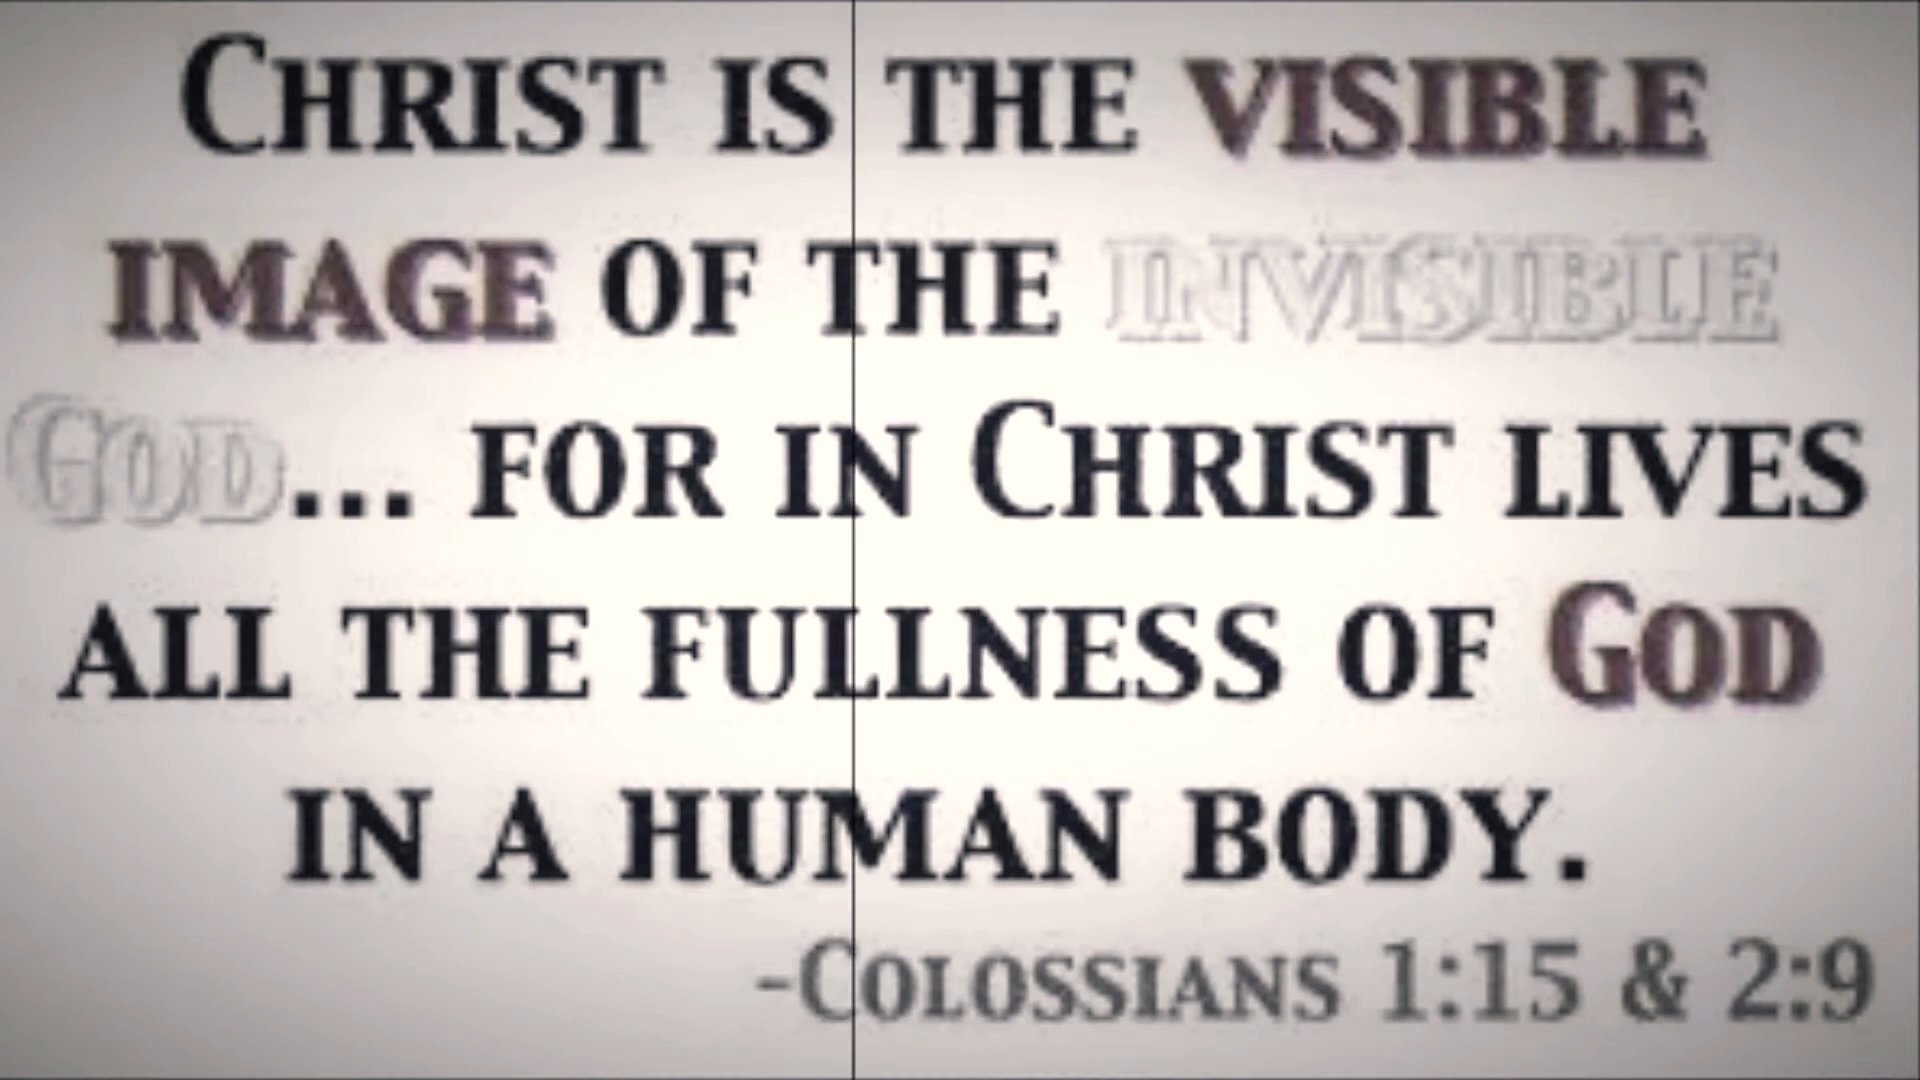 Christ is the visible
image of the invisible
God... for in Christ lives
all the fullness of God
in a human body.
-Colossians 1:15 & 2:9